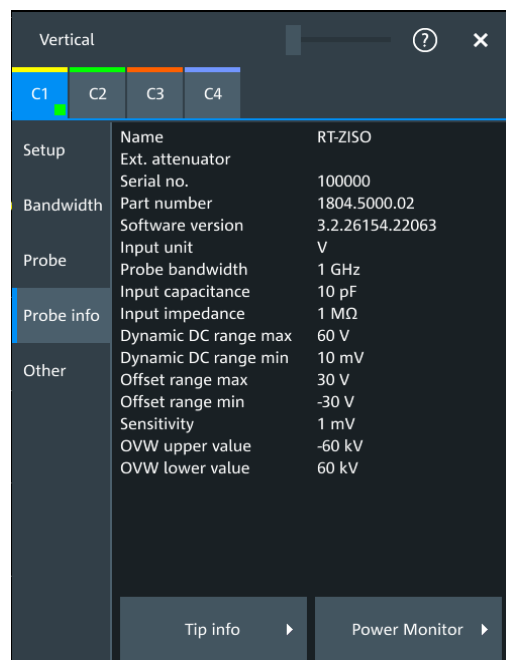 Vertical
?
C1 C2 C3 C4
Setup
Bandwidth
Probe
Probe info
Other
Name RT-ZISO
Ext. attenuator
Serial no. 100000
Part number 1804.5000.02
Software version 3.2.26154.22063
Input unit V
Probe bandwidth 1 GHz
Input capacitance 10 pF
Input impedance 1 MΩ
Dynamic DC range max 60 V
Dynamic DC range min 10 mV
Offset range max 30 V
Offset range min -30 V
Sensitivity 1 mV
OVW upper value -60 kV
OVW lower value 60 kV
Tip info
Power Monitor